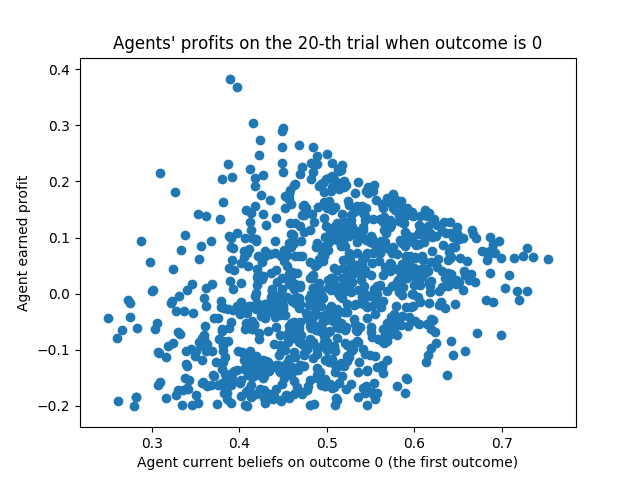 Agents' profits on the 20-th trial when outcome is 0
0.4
0.3
0.2
0.1
0.0
−0.1
−0.2
Agent earned profit
0.3 0.4 0.5 0.6 0.7
Agent current beliefs on outcome 0 (the first outcome)